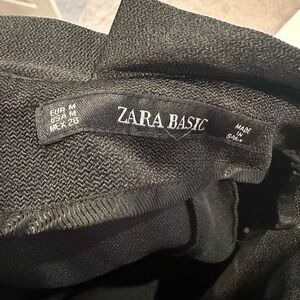 EUR M
USA M
MEX 28
ZARA BASIC
MADE
IN
SPAIN